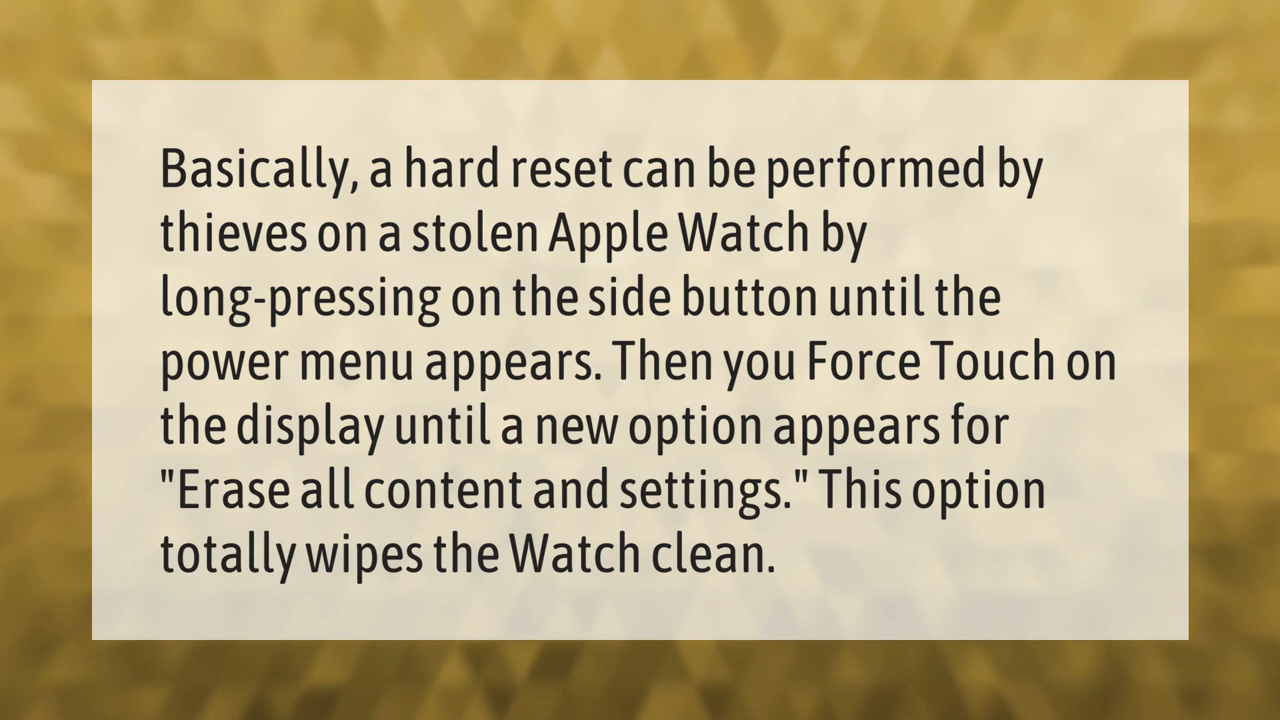 Basically, a hard reset can be performed by
thieves on a stolen Apple Watch by
long-pressing on the side button until the
power menu appears. Then you Force Touch on
the display until a new option appears for
"Erase all content and settings." This option
totally wipes the Watch clean.